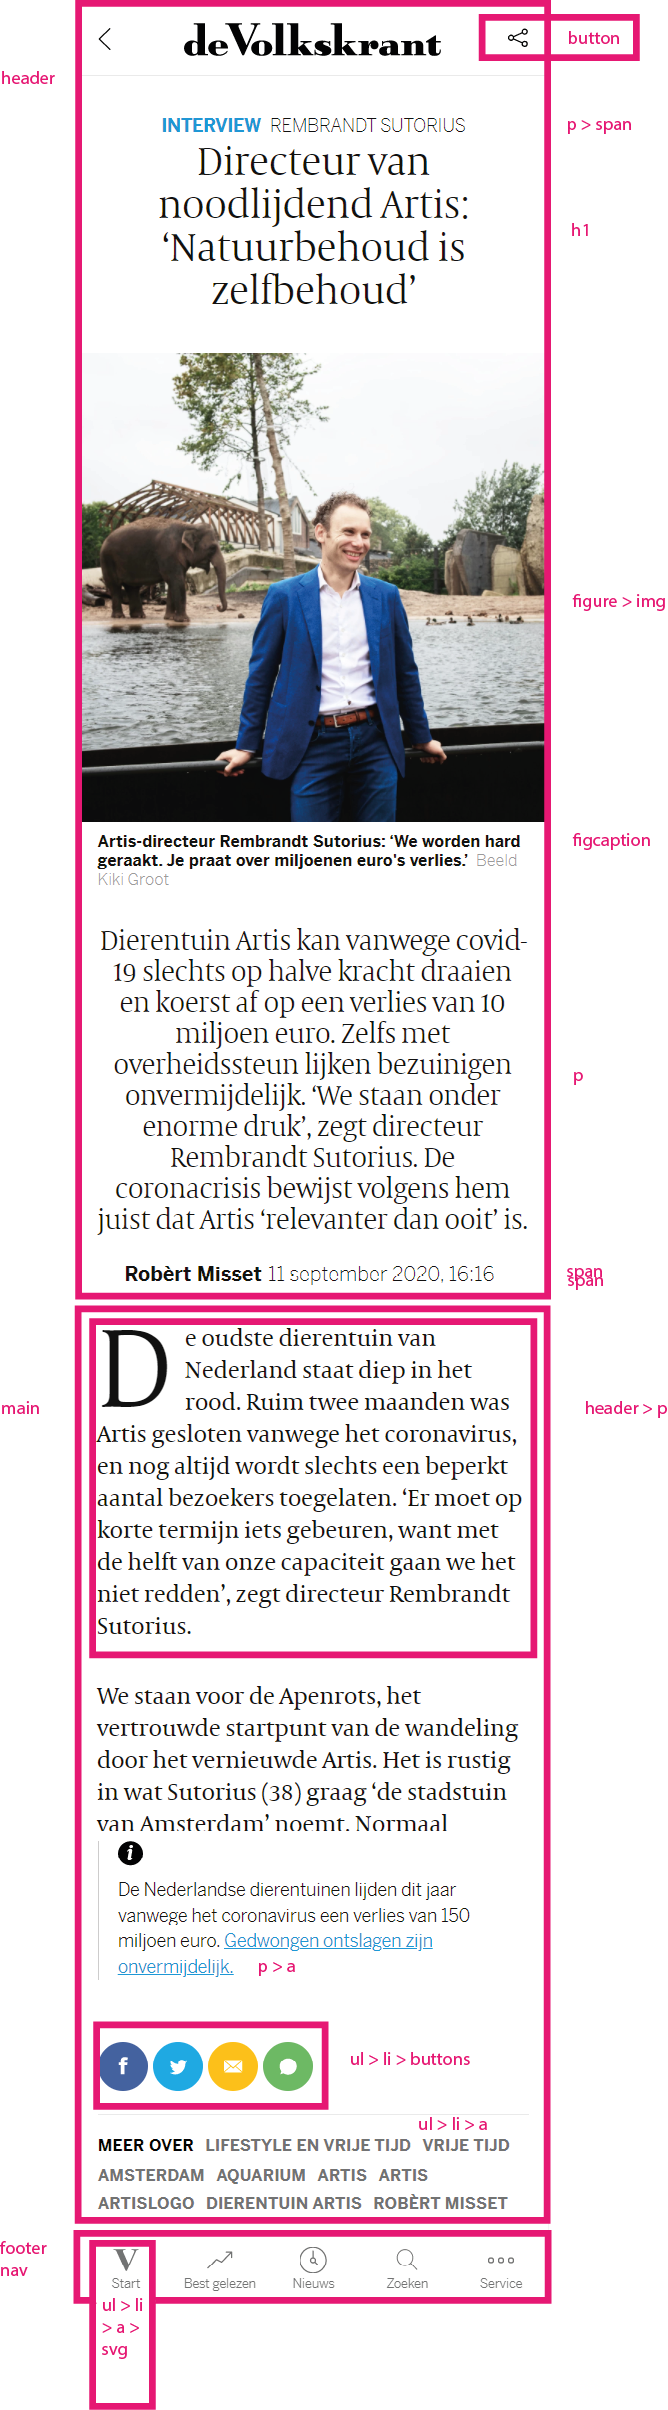 deVolkskrant
button
header
INTERVIEW REMBRANDT SUTORIUS
p > span
Directeur van
noodlijdend Artis:
‘Natuurbehoud is
zelfbehoud’
h1
figure > img
Artis-directeur Rembrandt Sutorius: ‘We worden hard
geraakt. Je praat over miljoenen euro's verlies.’ Beeld
Kiki Groot
figcaption
Dierentuin Artis kan vanwege covid-
19 slechts op halve kracht draaien
en koerst af op een verlies van 10
miljoen euro. Zelfs met
overheidssteun lijken bezuinigen
onvermijdelijk. ‘We staan onder
enorme druk’, zegt directeur
Rembrandt Sutorius. De
coronacrisis bewijst volgens hem
juist dat Artis ‘relevanter dan ooit’ is.
p
Robèrt Misset 11 september 2020, 16:16
span
span
De oudste dierentuin van
Nederland staat diep in het
rood. Ruim twee maanden was
Artis gesloten vanwege het coronavirus,
en nog altijd wordt slechts een beperkt
aantal bezoekers toegelaten. ‘Er moet op
korte termijn iets gebeuren, want met
de helft van onze capaciteit gaan we het
niet redden’, zegt directeur Rembrandt
Sutorius.
main
header > p
We staan voor de Apenrots, het
vertrouwde startpunt van de wandeling
door het vernieuwde Artis. Het is rustig
in wat Sutorius (38) graag ‘de stadstuin
van Amsterdam’ noemt. Normaal
i
De Nederlandse dierentuinen lijden dit jaar
vanwege het coronavirus een verlies van 150
miljoen euro. Gedwongen ontslagen zijn
onvermijdelijk.
p > a
f
ul > li > buttons
ul > li > a
MEER OVER LIFESTYLE EN VRIJE TIJD VRIJE TIJD
AMSTERDAM AQUARIUM ARTIS ARTIS
ARTISLOGO DIERENTUIN ARTIS ROBÈRT MISSET
footer
nav
V
Start Best gelezen Nieuws Zoeken Service
ul > li
> a >
svg